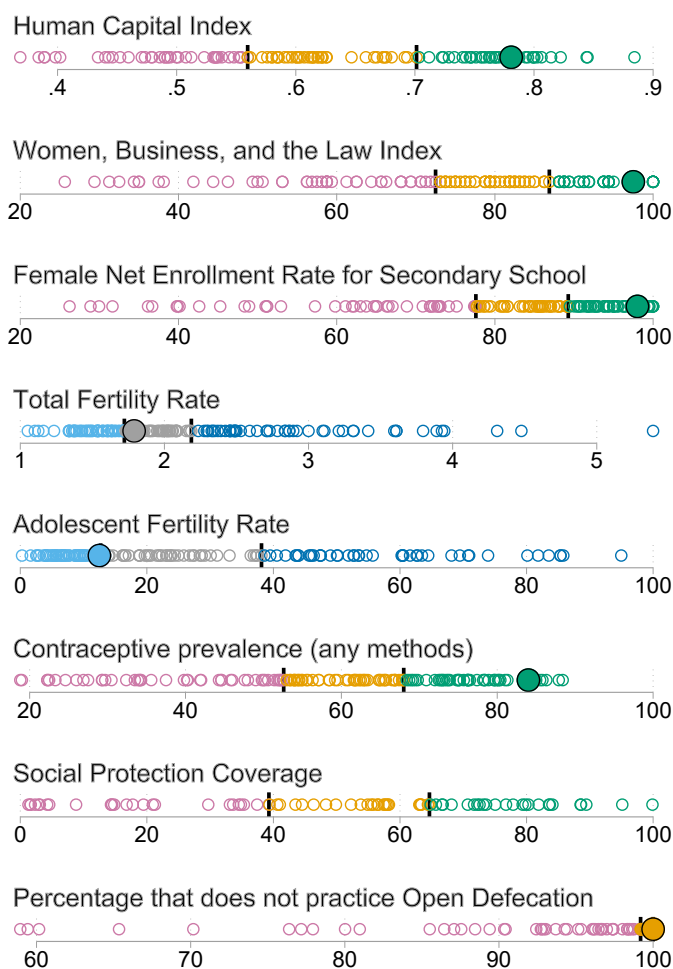 Human Capital Index
.4 .5 .6 .7 .8 .9
Women, Business, and the Law Index
20 40 60 80 100
Female Net Enrollment Rate for Secondary School
20 40 60 80 100
Total Fertility Rate
1 2 3 4 5
Adolescent Fertility Rate
0 20 40 60 80 100
Contraceptive prevalence (any methods)
20 40 60 80 100
Social Protection Coverage
0 20 40 60 80 100
Percentage that does not practice Open Defecation
60 70 80 90 100